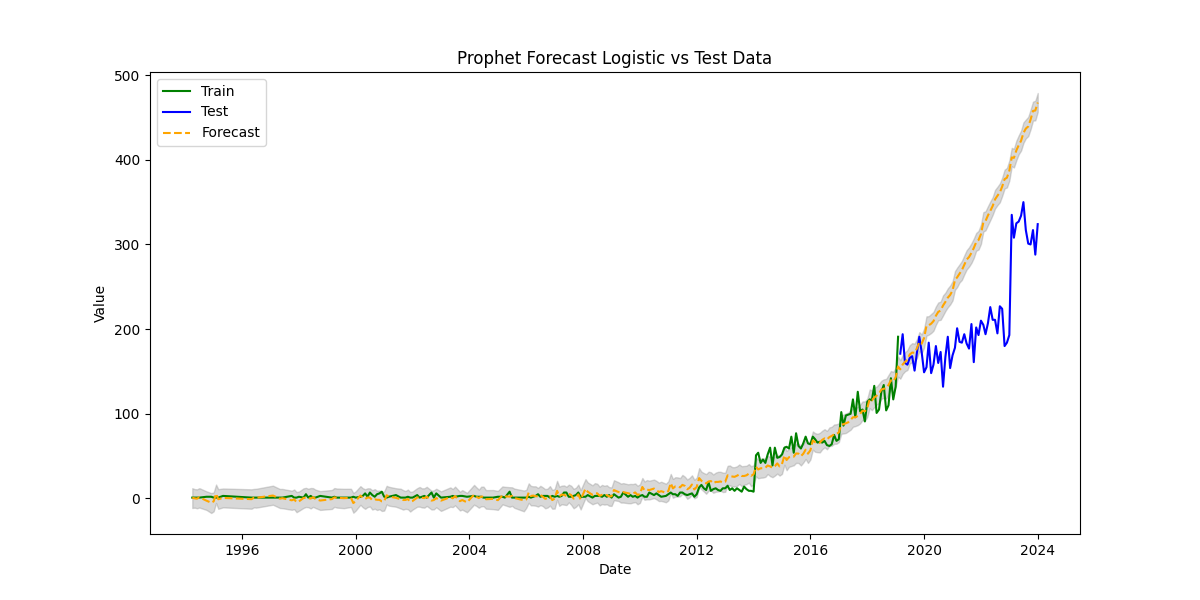 Prophet Forecast Logistic vs Test Data
Train
Test
Forecast
500
400
300
200
100
0
Value
1996 2000 2004 2008 2012 2016 2020 2024
Date